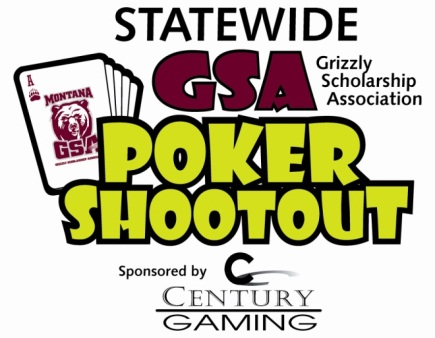 STATEWIDE
GSA
Grizzly
Scholarship
Association
A
MONTANA
GSA
POKER
SHOOTOUT
Sponsored by
CENTURY
GAMING